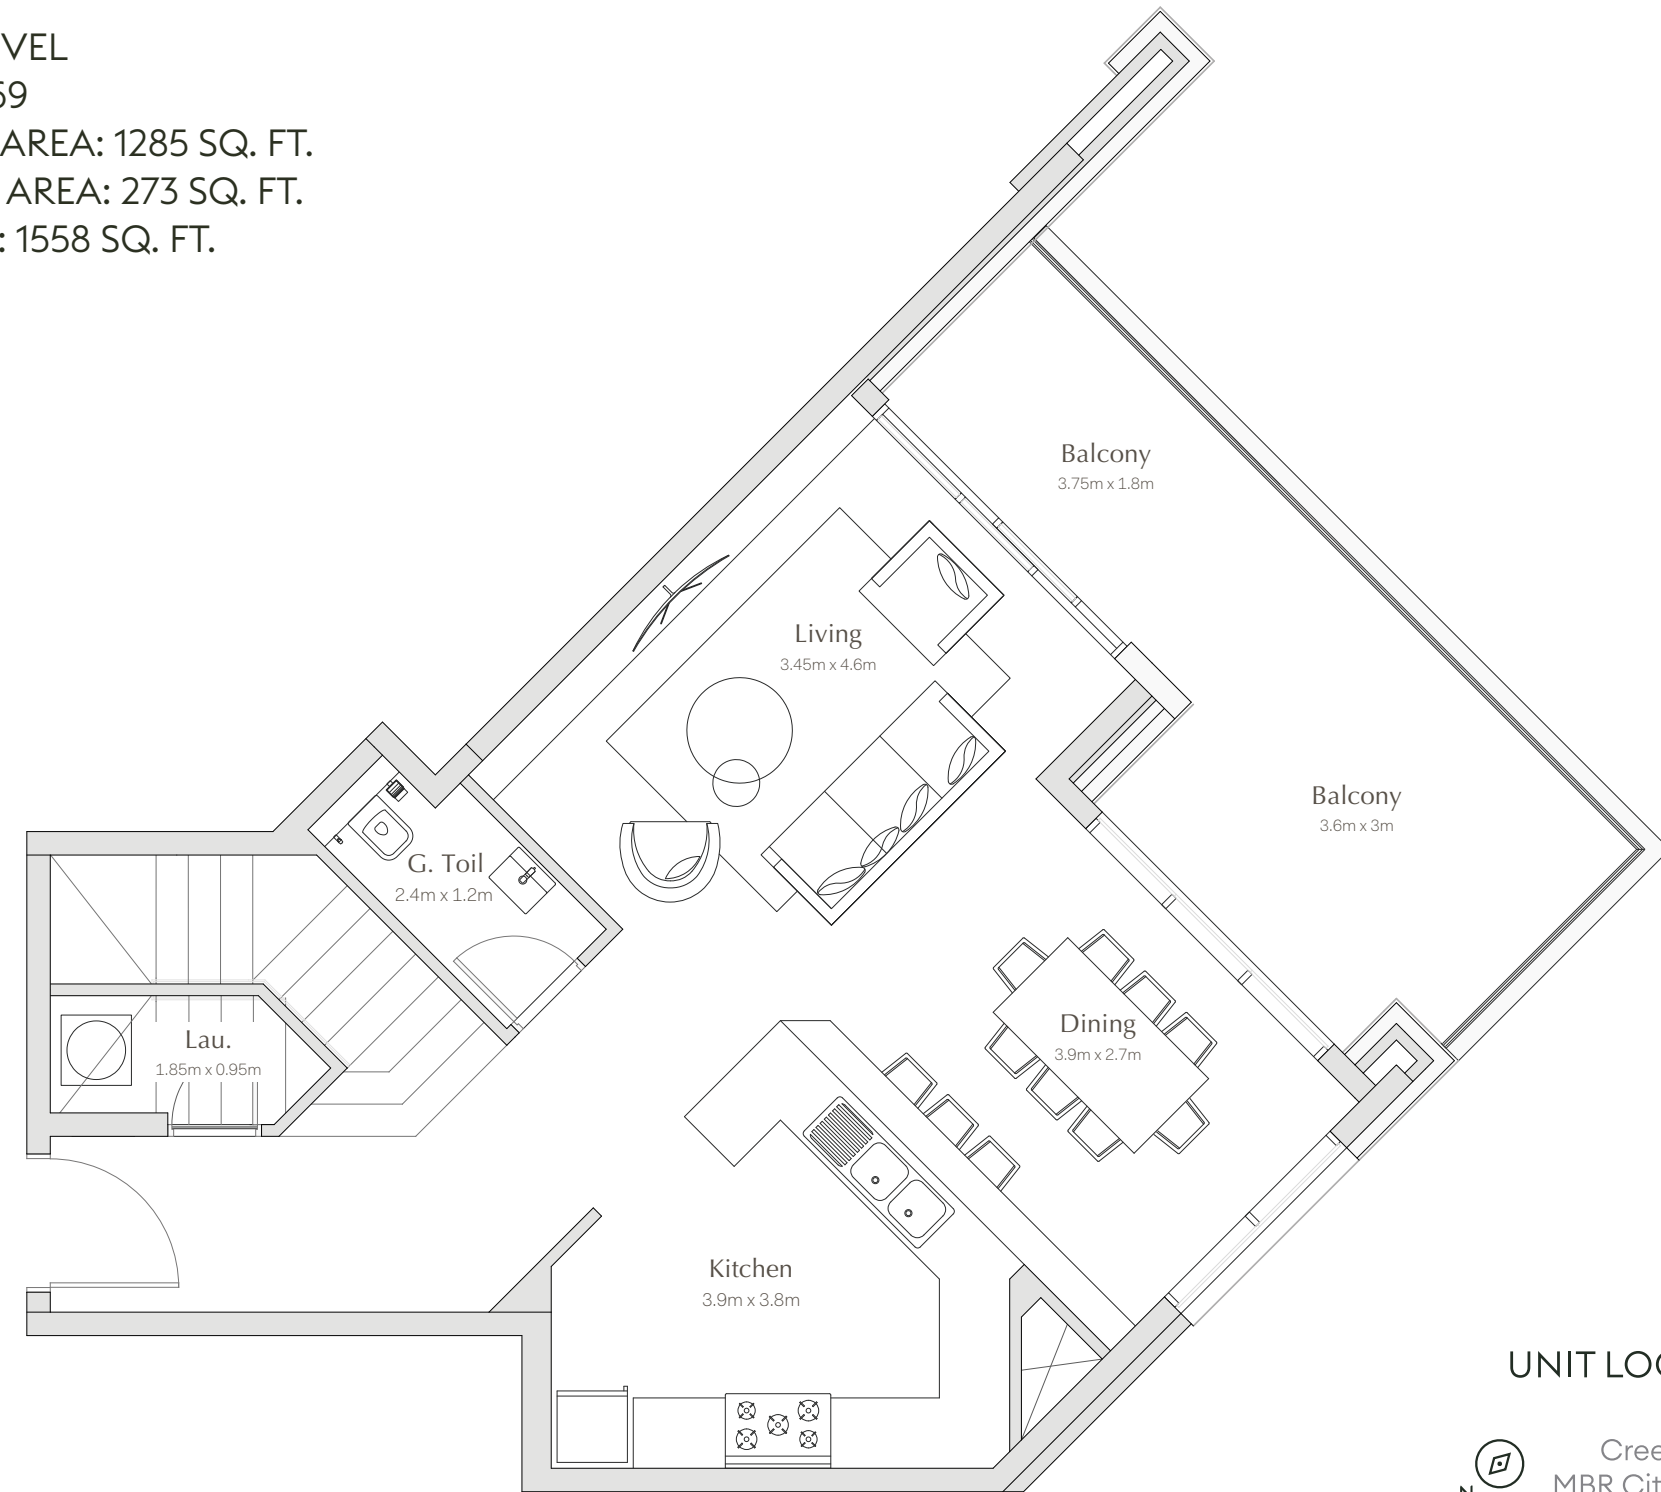 VEL
69
AREA: 1285 SQ. FT.
AREA: 273 SQ. FT.
: 1558 SQ. FT.
Balcony
3.75m x 1.8m
Living
3.45m x 4.6m
Balcony
3.6m x 3m
G. Toil
2.4m x 1.2m
Dining
3.9m x 2.7m
Lau.
1.85m x 0.95m
Kitchen
3.9m x 3.8m
UNIT LOC
Cree
MBR Cit
N